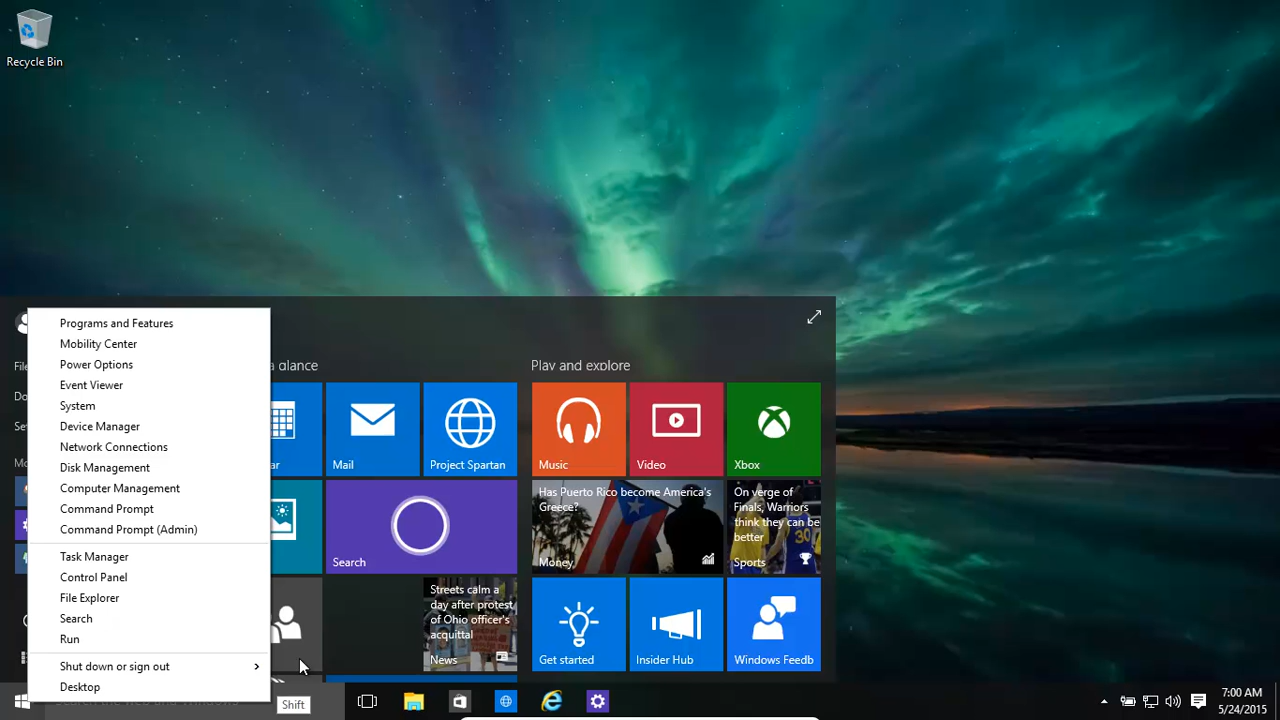 Recycle Bin
Programs and Features
Mobility Center
Power Options
Event Viewer
System
Device Manager
Network Connections
Disk Management
Computer Management
Command Prompt
Command Prompt (Admin)
Task Manager
Control Panel
File Explorer
Search
Run
Shut down or sign out
Desktop
a glance
Play and explore
ar
Mail
Project Spartan
Music
Video
Xbox
Search
Has Puerto Rico become America's
Greece?
Money
On verge of
Finals, Warriors
think they can be
better
Sports
Streets calm a
day after protest
of Ohio officer's
acquittal
News
Get started
Insider Hub
Windows Feedb
Shift
7:00 AM
5/24/2015